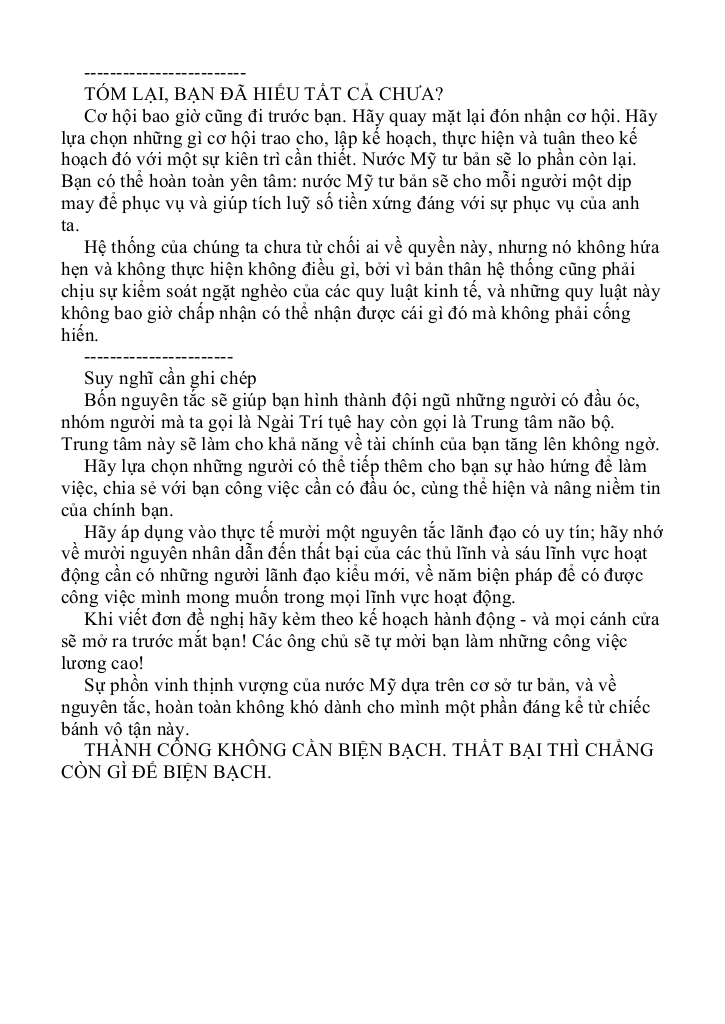 -------------------------
TÓM LẠI, BẠN ĐÃ HIỂU TẤT CẢ CHƯA?
Cơ hội bao giờ cũng đi trước bạn. Hãy quay mặt lại đón nhận cơ hội. Hãy
lựa chọn những gì cơ hội trao cho, lập kế hoạch, thực hiện và tuân theo kế
hoạch đó với một sự kiên trì cần thiết. Nước Mỹ tư bản sẽ lo phần còn lại.
Bạn có thể hoàn toàn yên tâm: nước Mỹ tư bản sẽ cho mỗi người một dịp
may để phục vụ và giúp tích luỹ số tiền xứng đáng với sự phục vụ của anh
ta.
Hệ thống của chúng ta chưa từ chối ai về quyền này, nhưng nó không hứa
hẹn và không thực hiện không điều gì, bởi vì bản thân hệ thống cũng phải
chịu sự kiểm soát ngặt nghèo của các quy luật kinh tế, và những quy luật này
không bao giờ chấp nhận có thể nhận được cái gì đó mà không phải cống
hiến.
-----------------------
Suy nghĩ cần ghi chép
Bốn nguyên tắc sẽ giúp bạn hình thành đội ngũ những người có đầu óc,
nhóm người mà ta gọi là Ngài Trí tụê hay còn gọi là Trung tâm não bộ.
Trung tâm này sẽ làm cho khả năng về tài chính của bạn tăng lên không ngờ.
Hãy lựa chọn những người có thể tiếp thêm cho bạn sự hào hứng để làm
việc, chia sẻ với bạn công việc cần có đầu óc, cùng thể hiện và nâng niềm tin
của chính bạn.
Hãy áp dụng vào thực tế mười một nguyên tắc lãnh đạo có uy tín; hãy nhớ
về mười nguyên nhân dẫn đến thất bại của các thủ lĩnh và sáu lĩnh vực hoạt
động cần có những người lãnh đạo kiểu mới, về năm biện pháp để có được
công việc mình mong muốn trong mọi lĩnh vực hoạt động.
Khi viết đơn đề nghị hãy kèm theo kế hoạch hành động - và mọi cánh cửa
sẽ mở ra trước mắt bạn! Các ông chủ sẽ tự mời bạn làm những công việc
lương cao!
Sự phồn vinh thịnh vượng của nước Mỹ dựa trên cơ sở tư bản, và về
nguyên tắc, hoàn toàn không khó dành cho mình một phần đáng kể từ chiếc
bánh vô tận này.
THÀNH CÔNG KHÔNG CẦN BIỆN BẠCH. THẤT BẠI THÌ CHẲNG
CÒN GÌ ĐỂ BIỆN BẠCH.